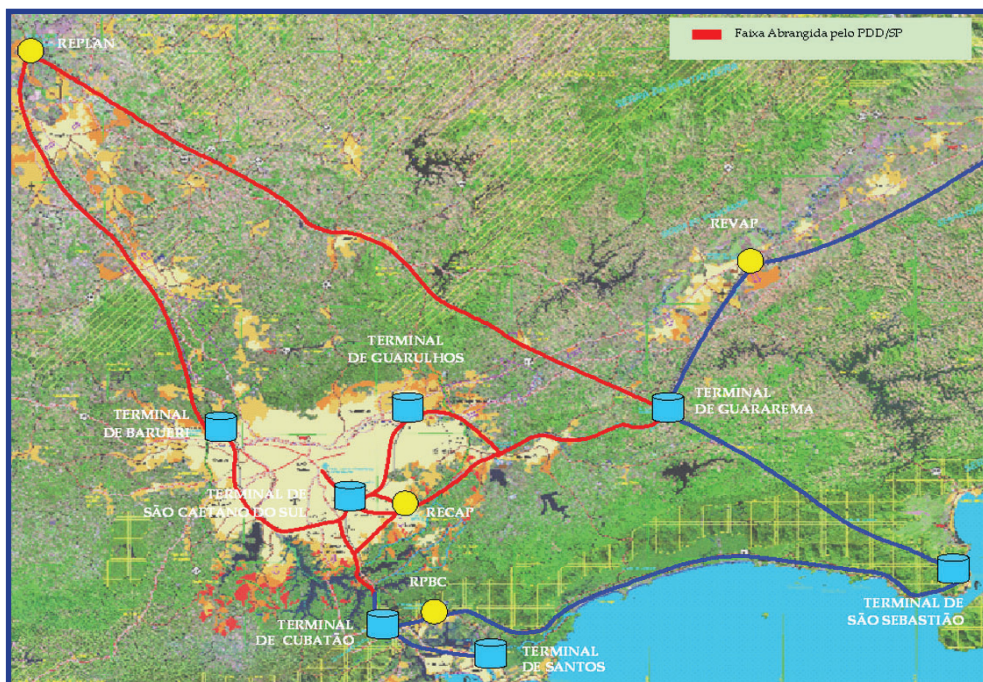 Faixa Abrangida pelo PDD/SP
REPLAN
REVAP
TERMINAL
DE GUARULHOS
TERMINAL
DE GUARAREMA
TERMINAL
DE BARUERI
TERMINAL DE
SÃO CAETANO DO SUL
RECAP
RPBC
TERMINAL
DE CUBATÃO
TERMINAL
DE SANTOS
TERMINAL DE
SÃO SEBASTIÃO